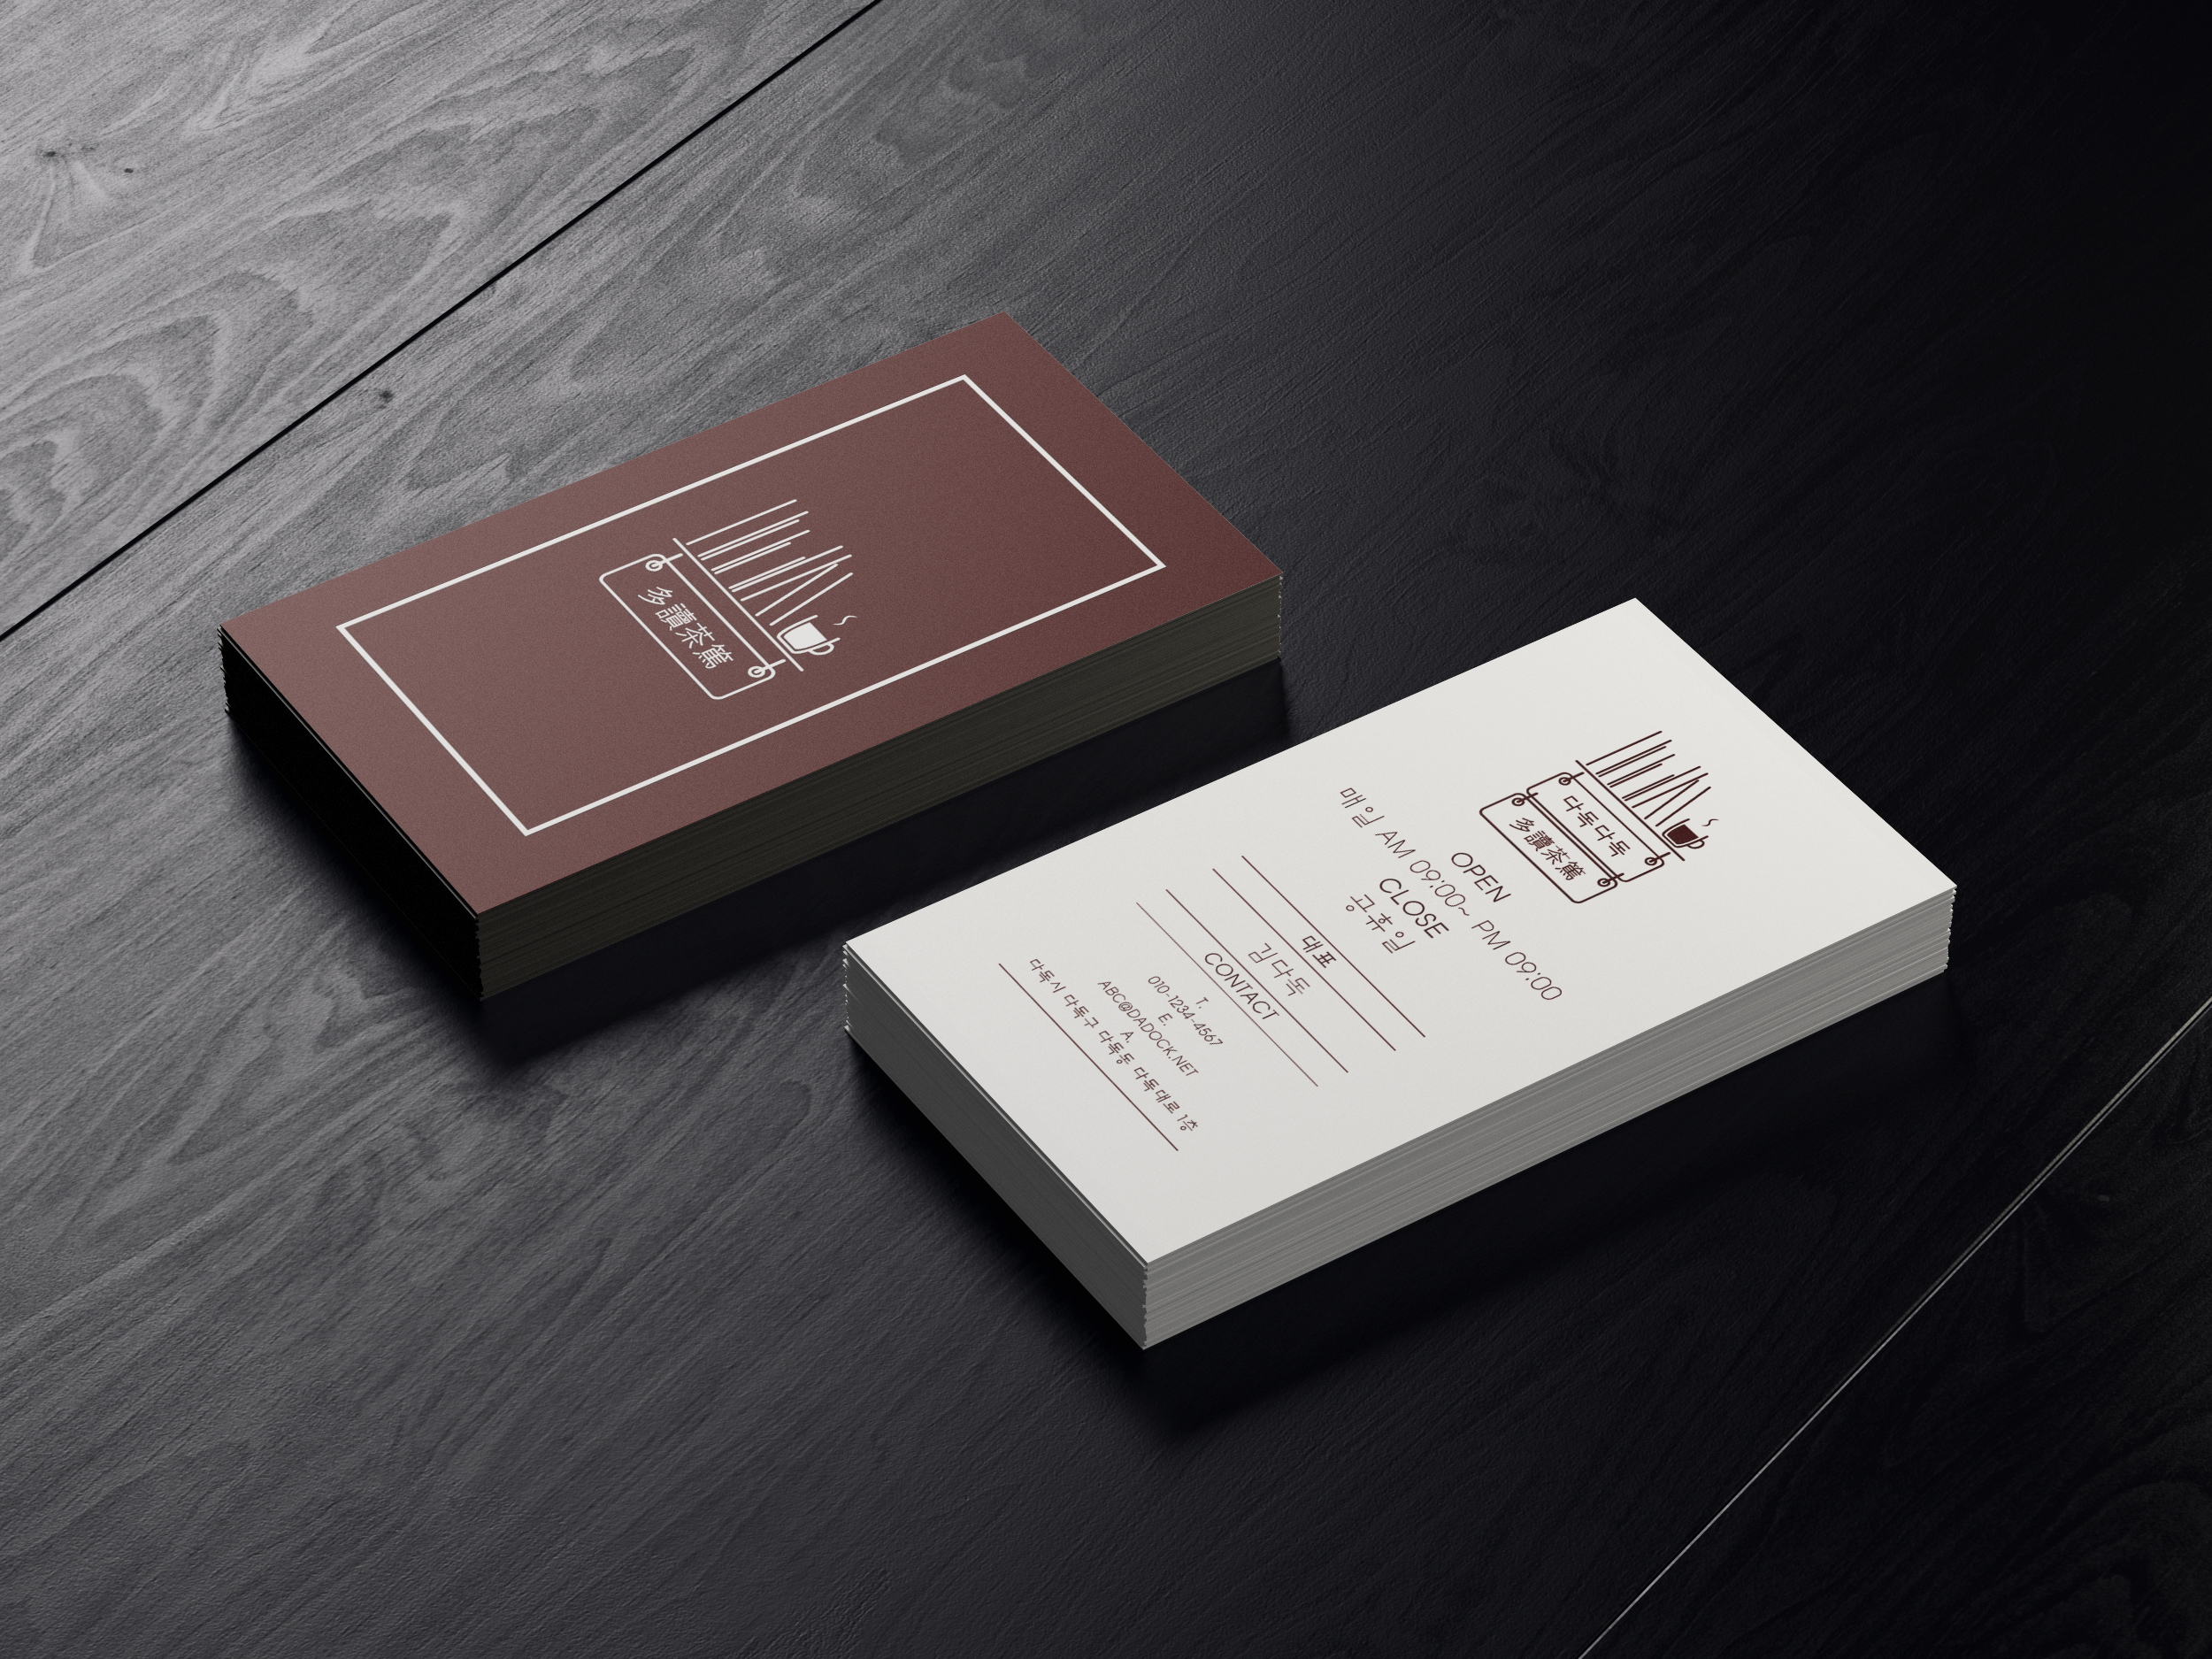 多讀茶篤
다독다독
多讀茶篤
OPEN
매일 AM 09:00~ PM 09:00
CLOSE
공휴일
대표
김다독
CONTACT
T.
010-1234-4567
E.
ABC@DADOCK.NET
A.
다독시 다독구 다독동 다독대로 1층